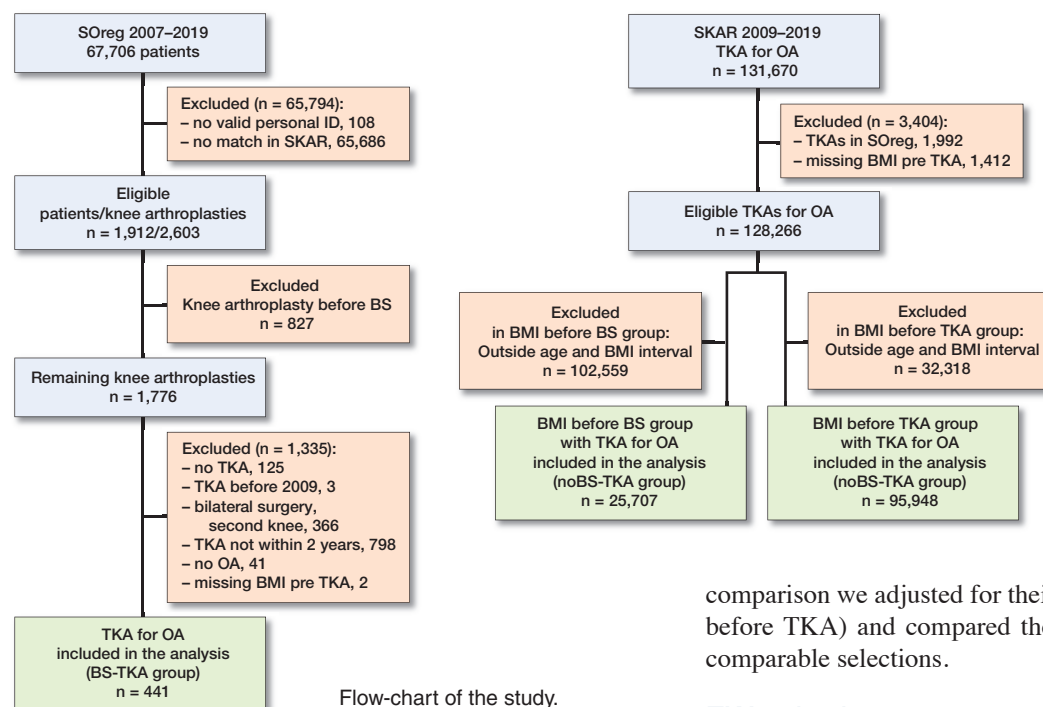 SOreg 2007–2019
67,706 patients
Excluded (n = 65,794):
– no valid personal ID, 108
– no match in SKAR, 65,686
Eligible
patients/knee arthroplasties
n = 1,912/2,603
Excluded
Knee arthroplasty before BS
n = 827
Remaining knee arthroplasties
n = 1,776
Excluded (n = 1,335):
– no TKA, 125
– TKA before 2009, 3
– bilateral surgery,
second knee, 366
– TKA not within 2 years, 798
– no OA, 41
– missing BMI pre TKA, 2
TKA for OA
included in the analysis
(BS-TKA group)
n = 441
SKAR 2009–2019
TKA for OA
n = 131,670
Excluded (n = 3,404):
– TKAs in SOreg, 1,992
– missing BMI pre TKA, 1,412
Eligible TKAs for OA
n = 128,266
Excluded
in BMI before BS group:
Outside age and BMI interval
n = 102,559
Excluded
in BMI before TKA group:
Outside age and BMI interval
n = 32,318
BMI before BS group
with TKA for OA
included in the analysis
(noBS-TKA group)
n = 25,707
BMI before TKA group
with TKA for OA
included in the analysis
(noBS-TKA group)
n = 95,948
Flow-chart of the study.
comparison we adjusted for their
before TKA) and compared the
comparable selections.